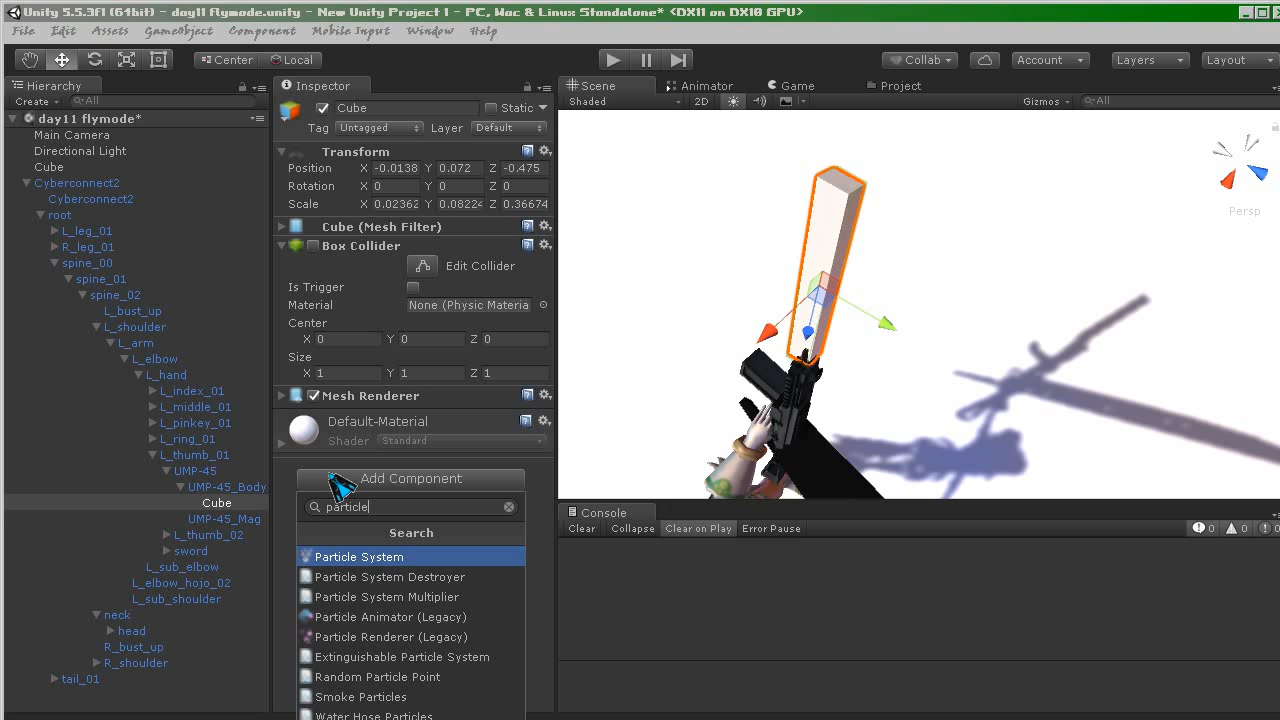 Unity 5.5.3f1 (64bit) - day11 flymode.unity - New Unity Project 1 - PC, Mac & Linux Standalone* <DX11 on DX10 GPU>
File Edit Assets GameObject Component Mobile Input Window Help
Center Local Collab Account Layers Layout
Hierarchy
Create All
day11 flymode*
Main Camera
Directional Light
Cube
Cyberconnect2
Cyberconnect2
root
L_leg_01
R_leg_01
spine_00
spine_01
spine_02
L_bust_up
L_shoulder
L_arm
L_elbow
L_hand
L_index_01
L_middle_01
L_pinkey_01
L_ring_01
L_thumb_01
UMP-45
UMP-45_Body
Cube
UMP-45_Mag
L_thumb_02
sword
L_sub_elbow
L_elbow_hojo_02
L_sub_shoulder
neck
head
R_bust_up
R_shoulder
tail_01
Inspector
Cube Static
Tag Untagged Layer Default
Transform
Position X -0.0138 Y 0.072 Z -0.475
Rotation X 0 Y 0 Z 0
Scale X 0.02362 Y 0.08224 Z 0.36674
Cube (Mesh Filter)
Box Collider
Edit Collider
Is Trigger
Material None (Physic Materia
Center
X 0 Y 0 Z 0
Size
X 1 Y 1 Z 1
Mesh Renderer
Default-Material
Shader Standard
Add Component
particle
Search
Particle System
Particle System Destroyer
Particle System Multiplier
Particle Animator (Legacy)
Particle Renderer (Legacy)
Extinguishable Particle System
Random Particle Point
Smoke Particles
Water Hose Particles
Scene Animator Game Project
Shaded 2D Gizmos All
Persp
Console
Clear Collapse Clear on Play Error Pause 0 0 0